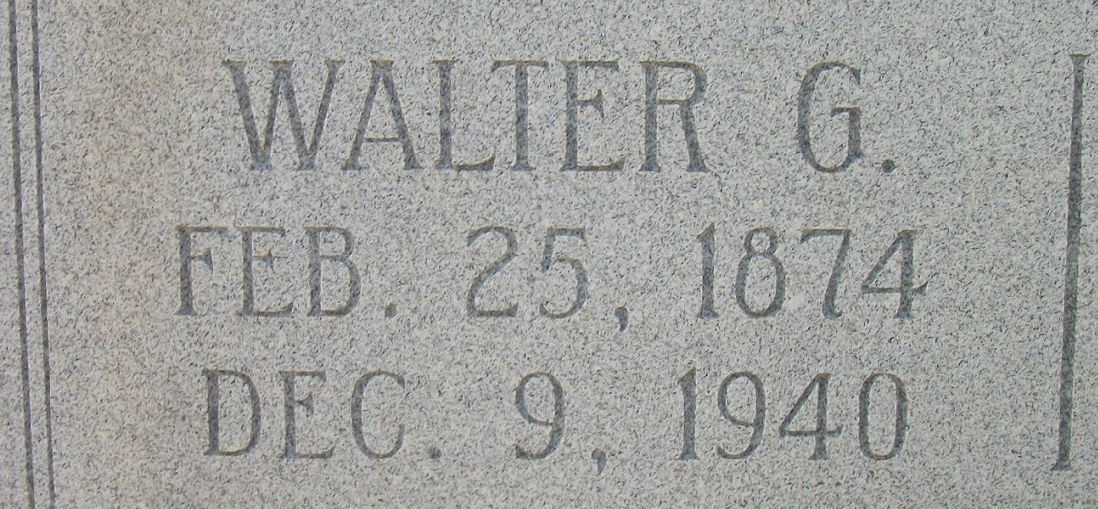 WALTER G.
FEB. 25, 1874
DEC. 9, 1940